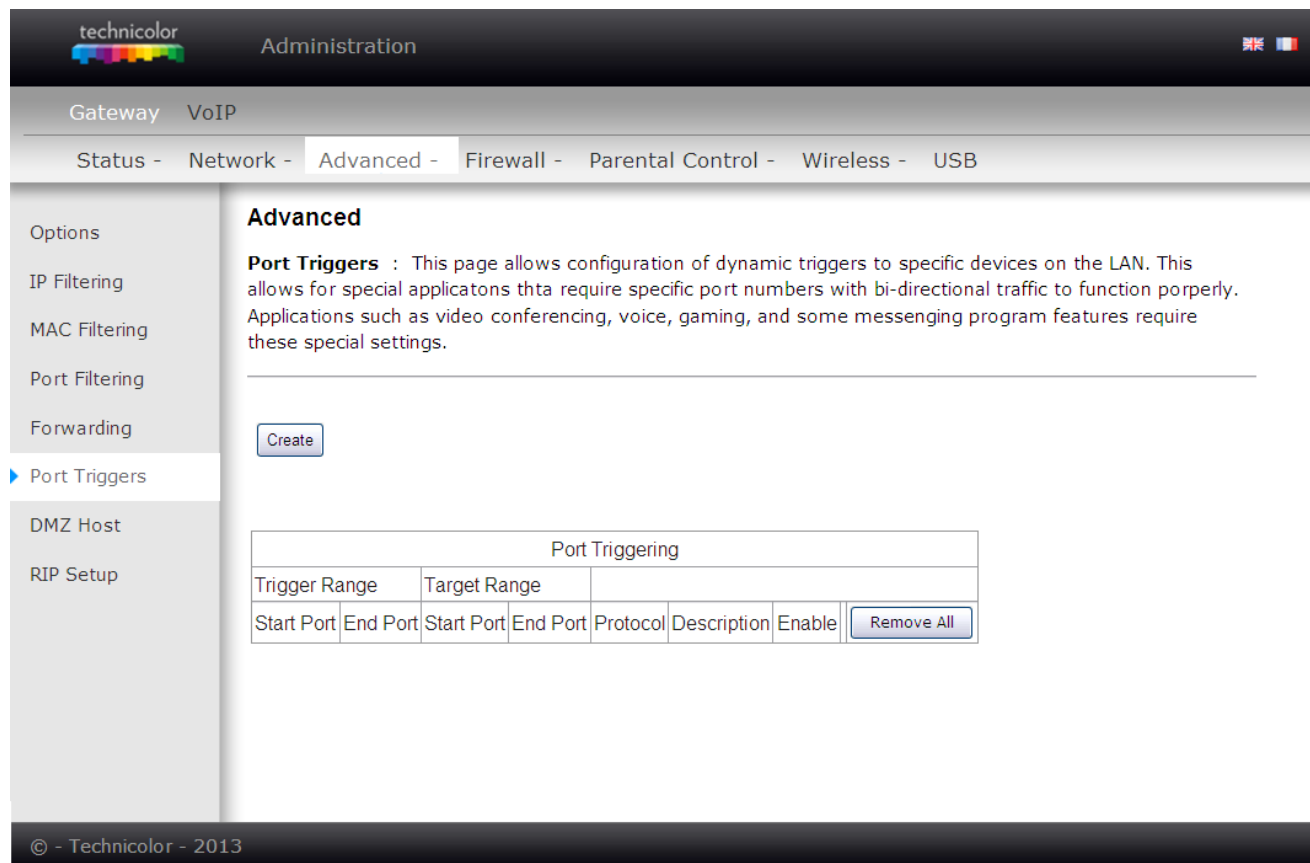 technicolor
Administration
Gateway VoIP
Status - Network - Advanced - Firewall - Parental Control - Wireless - USB
Options
IP Filtering
MAC Filtering
Port Filtering
Forwarding
Port Triggers
DMZ Host
RIP Setup
Advanced
Port Triggers : This page allows configuration of dynamic triggers to specific devices on the LAN. This
allows for special applicatons thta require specific port numbers with bi-directional traffic to function porperly.
Applications such as video conferencing, voice, gaming, and some messenging program features require
these special settings.
Create
Port Triggering
Trigger Range Target Range
Start Port End Port Start Port End Port Protocol Description Enable Remove All
© - Technicolor - 2013